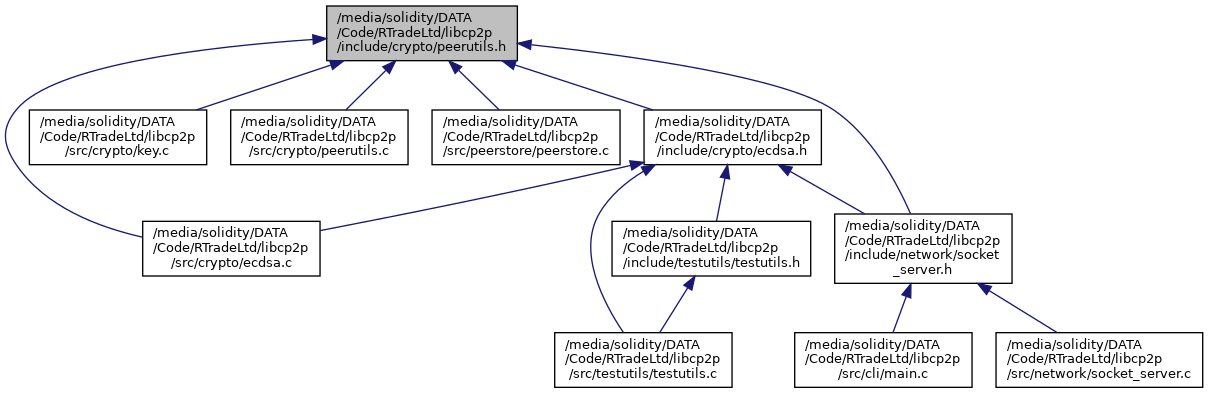 /media/solidity/DATA
/Code/RTradeLtd/libcp2p
/include/crypto/peerutils.h
/media/solidity/DATA
/Code/RTradeLtd/libcp2p
/src/crypto/key.c
/media/solidity/DATA
/Code/RTradeLtd/libcp2p
/src/crypto/peerutils.c
/media/solidity/DATA
/Code/RTradeLtd/libcp2p
/src/peerstore/peerstore.c
/media/solidity/DATA
/Code/RTradeLtd/libcp2p
/include/crypto/ecdsa.h
/media/solidity/DATA
/Code/RTradeLtd/libcp2p
/src/crypto/ecdsa.c
/media/solidity/DATA
/Code/RTradeLtd/libcp2p
/include/testutils/testutils.h
/media/solidity/DATA
/Code/RTradeLtd/libcp2p
/include/network/socket
_server.h
/media/solidity/DATA
/Code/RTradeLtd/libcp2p
/src/testutils/testutils.c
/media/solidity/DATA
/Code/RTradeLtd/libcp2p
/src/cli/main.c
/media/solidity/DATA
/Code/RTradeLtd/libcp2p
/src/network/socket_server.c